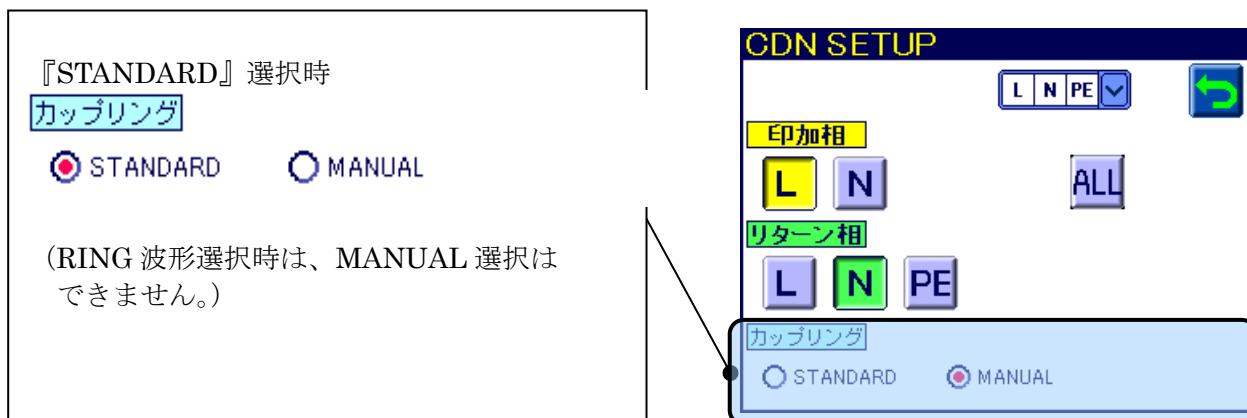 『STANDARD』選択時
カップリング
STANDARD MANUAL
（RING 波形選択時は、MANUAL 選択は
できません。）
CDN SETUP
L N PE
印加相
L N ALL
リターン相
L N PE
カップリング
STANDARD MANUAL